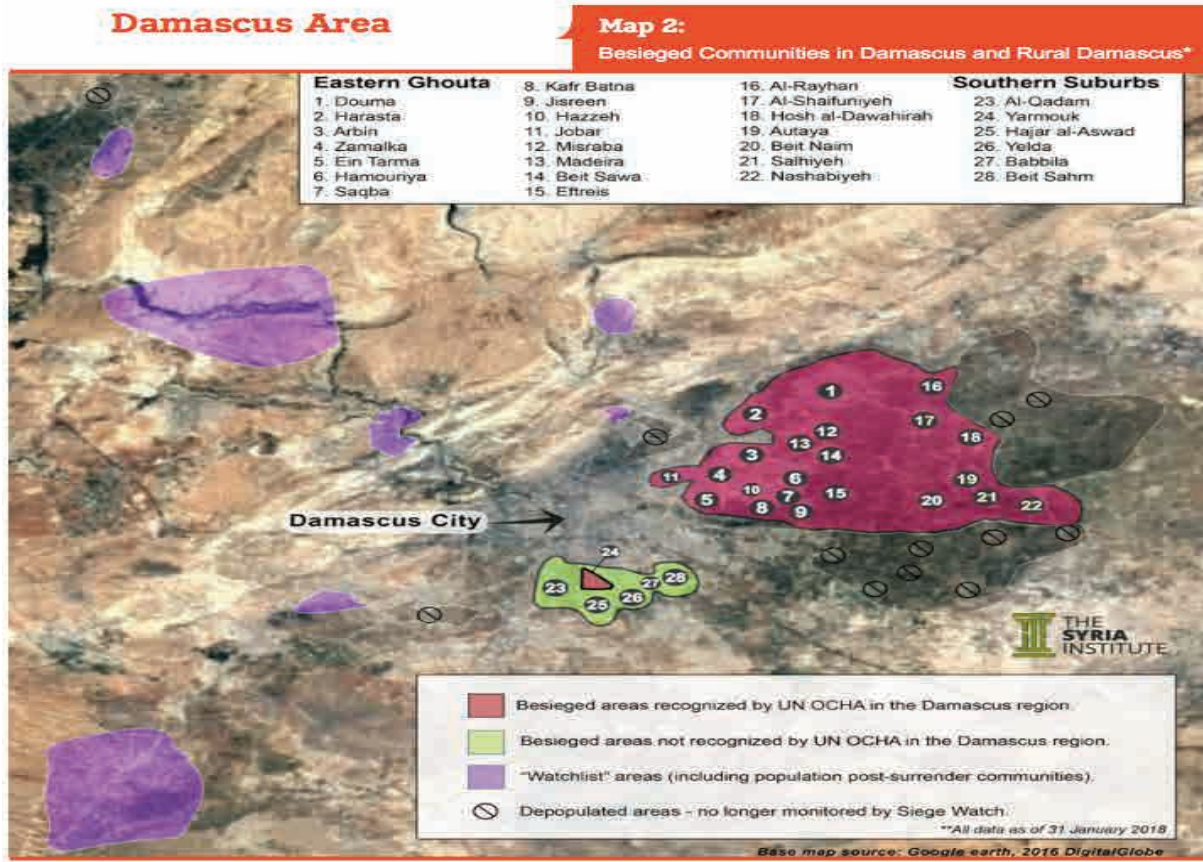 Damascus Area
Map 2:
Besieged Communities in Damascus and Rural Damascus*
Eastern Ghouta
1. Douma
2. Harasta
3. Arbin
4. Zamalka
5. Ein Tarma
6. Hamouriya
7. Saqba
8. Kafr Batna
9. Jisreen
10. Hazzeh
11. Jobar
12. Misraba
13. Madeira
14. Beit Sawa
15. Eftreis
16. Al-Rayhan
17. Al-Shaifuniyeh
18. Hosh al-Dawahirah
19. Autaya
20. Beit Naim
21. Salhiyeh
22. Nashabiyeh
Southern Suburbs
23. Al-Qadam
24. Yarmouk
25. Hajar al-Aswad
26. Yelda
27. Babbila
28. Beit Sahm
1
16
2
17
12
18
13
3
14
4
11
6
19
10
15
5
7
21
20
22
8
9
Damascus City
24
23
27
28
26
25
THE
SYRIA
INSTITUTE
Besieged areas recognized by UN OCHA in the Damascus region.
Besieged areas not recognized by UN OCHA in the Damascus region.
"Watchlist" areas (including population post-surrender communities).
Depopulated areas - no longer monitored by Siege Watch.
**All data as of 31 January 2018
Base map source: Google earth, 2016 DigitalGlobe